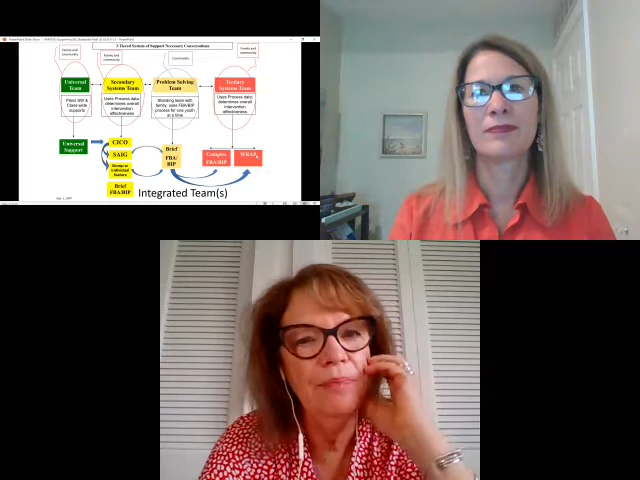 3-Tiered System of Support Necessary Conversations
Family and
community
Family and
community
Community
Family and
community
Universal
Team
Secondary
Systems Team
Problem Solving
Team
Tertiary
Systems Team
Plans SW &
Class-wide
supports
Uses Process data;
determines overall
intervention
effectiveness
Standing team with
family; uses FBA/BIP
process for one youth
at a time
Uses Process data;
determines overall
intervention
effectiveness
Universal
Support
CICO
SAIG
Group w. individual
feature
Brief
FBA/BIP
Brief
FBA/
BIP
Complex
FBA/BIP
WRAP
Integrated Team(s)